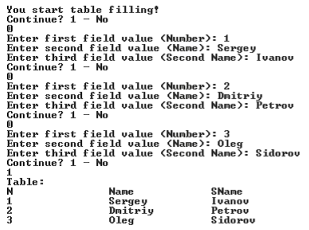 You start table filling!
Continue? 1 - No
0
Enter first field value (Number): 1
Enter second field value (Name): Sergey
Enter third field value (Second Name): Ivanov
Continue? 1 - No
0
Enter first field value (Number): 2
Enter second field value (Name): Dmitriy
Enter third field value (Second Name): Petrov
Continue? 1 - No
0
Enter first field value (Number): 3
Enter second field value (Name): Oleg
Enter third field value (Second Name): Sidorov
Continue? 1 - No
1
Table:
N Name SName
1 Sergey Ivanov
2 Dmitriy Petrov
3 Oleg Sidorov